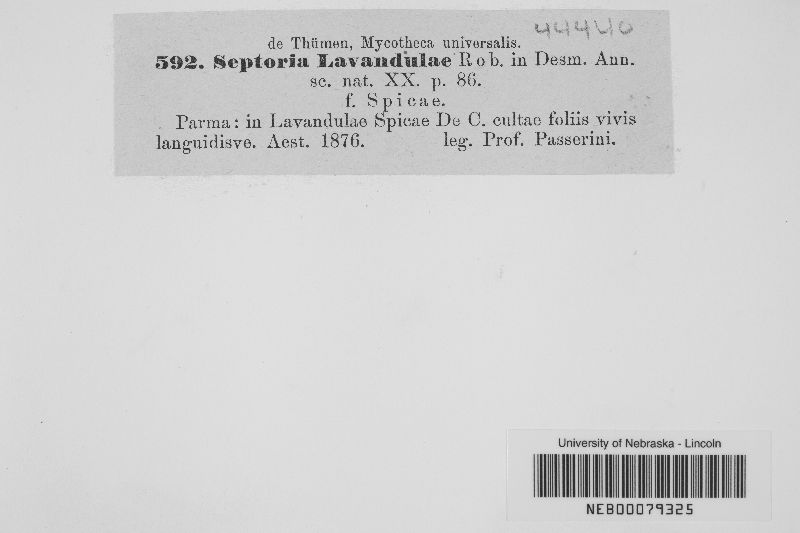 44440
de Thümen, Mycotheca universalis.
592. Septoria Lavandulae Rob. in Desm. Ann.
sc. nat. XX. p. 86.
f. Spicae.
Parma: in Lavandulae Spicae De C. cultae foliis vivis
languidisve. Aest. 1876. leg. Prof. Passerini.
University of Nebraska - Lincoln
NEB00079325